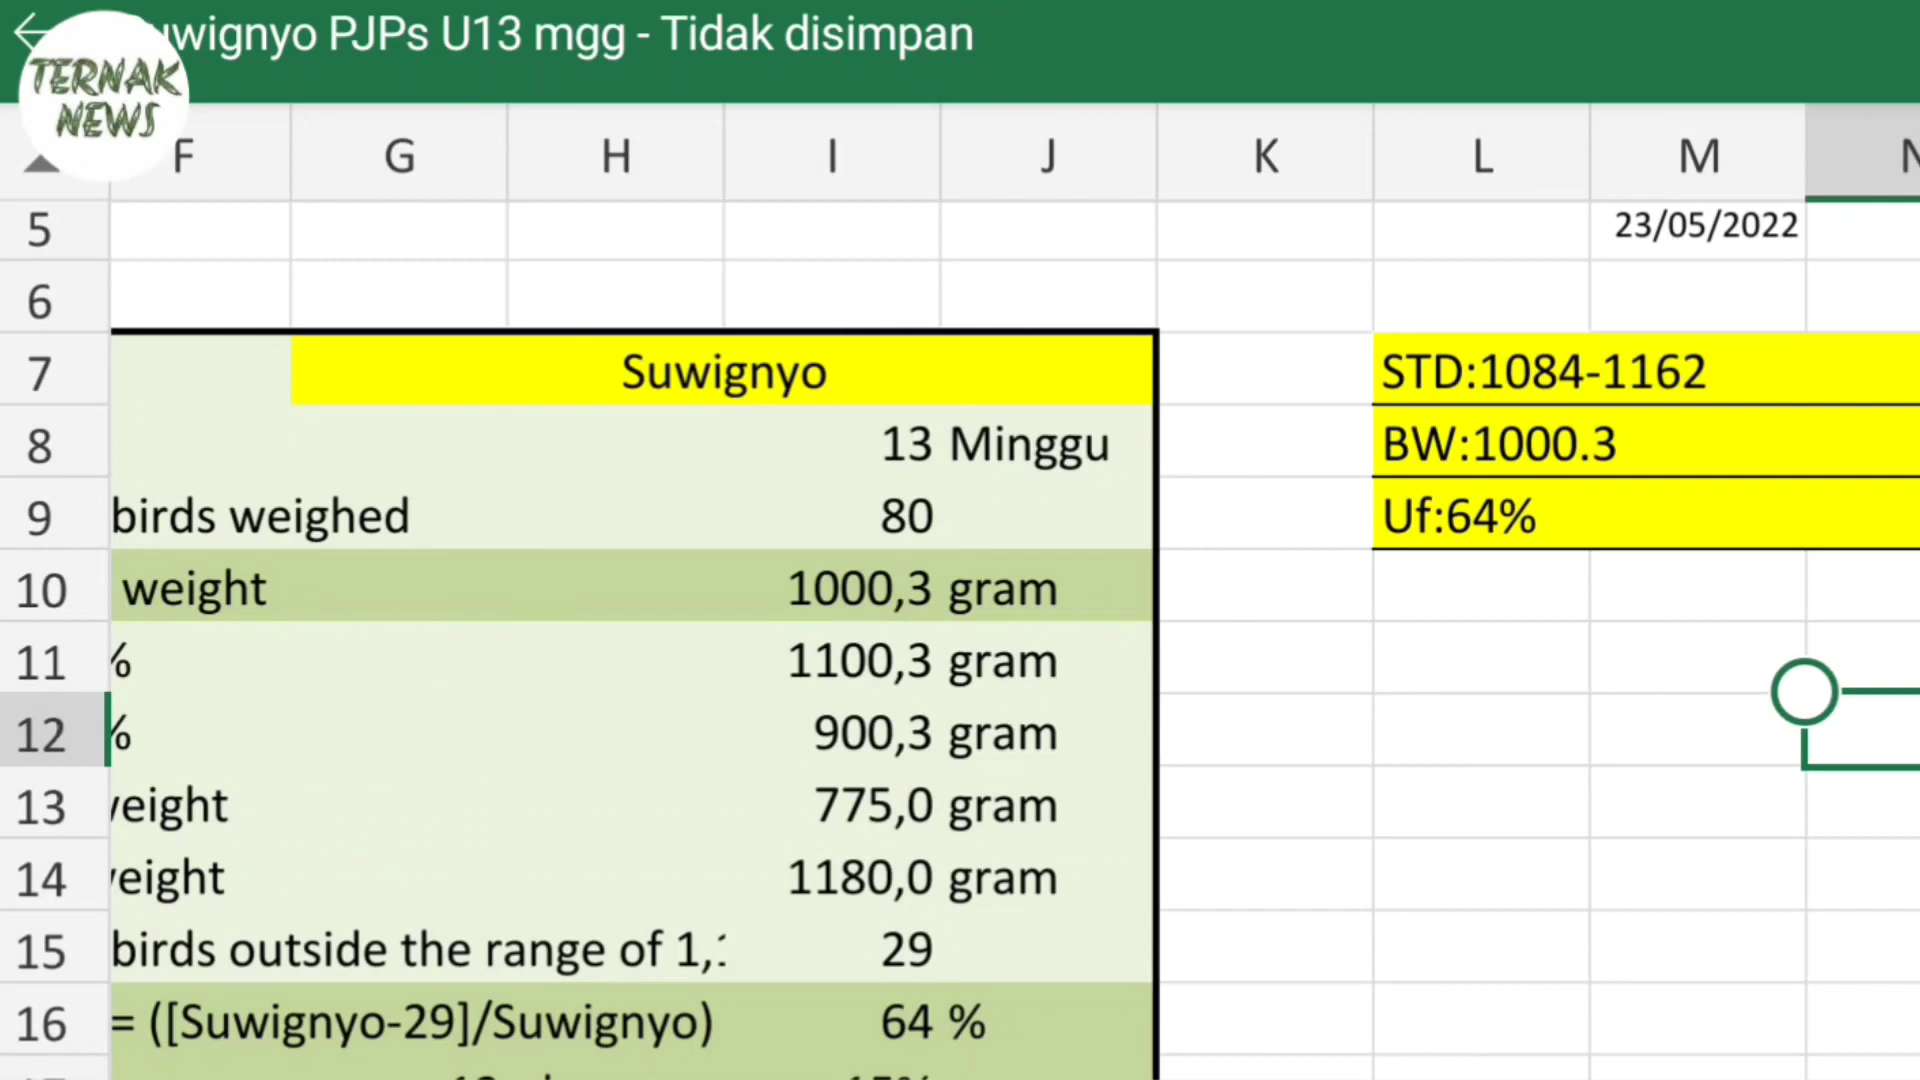 PJPs U13 mgg - Tidak disimpan
TERNAK
NEWS
F G H I J K L M
5 23/05/2022
6
7 Suwignyo STD:1084-1162
8 13 Minggu BW:1000.3
9 birds weighed 80 Uf:64%
10 weight 1000,3 gram
11 % 1100,3 gram
12 % 900,3 gram
13 775,0 gram
14 1180,0 gram
15 birds outside the range of 29
16 = ([Suwignyo-29]/Suwignyo) 64 %